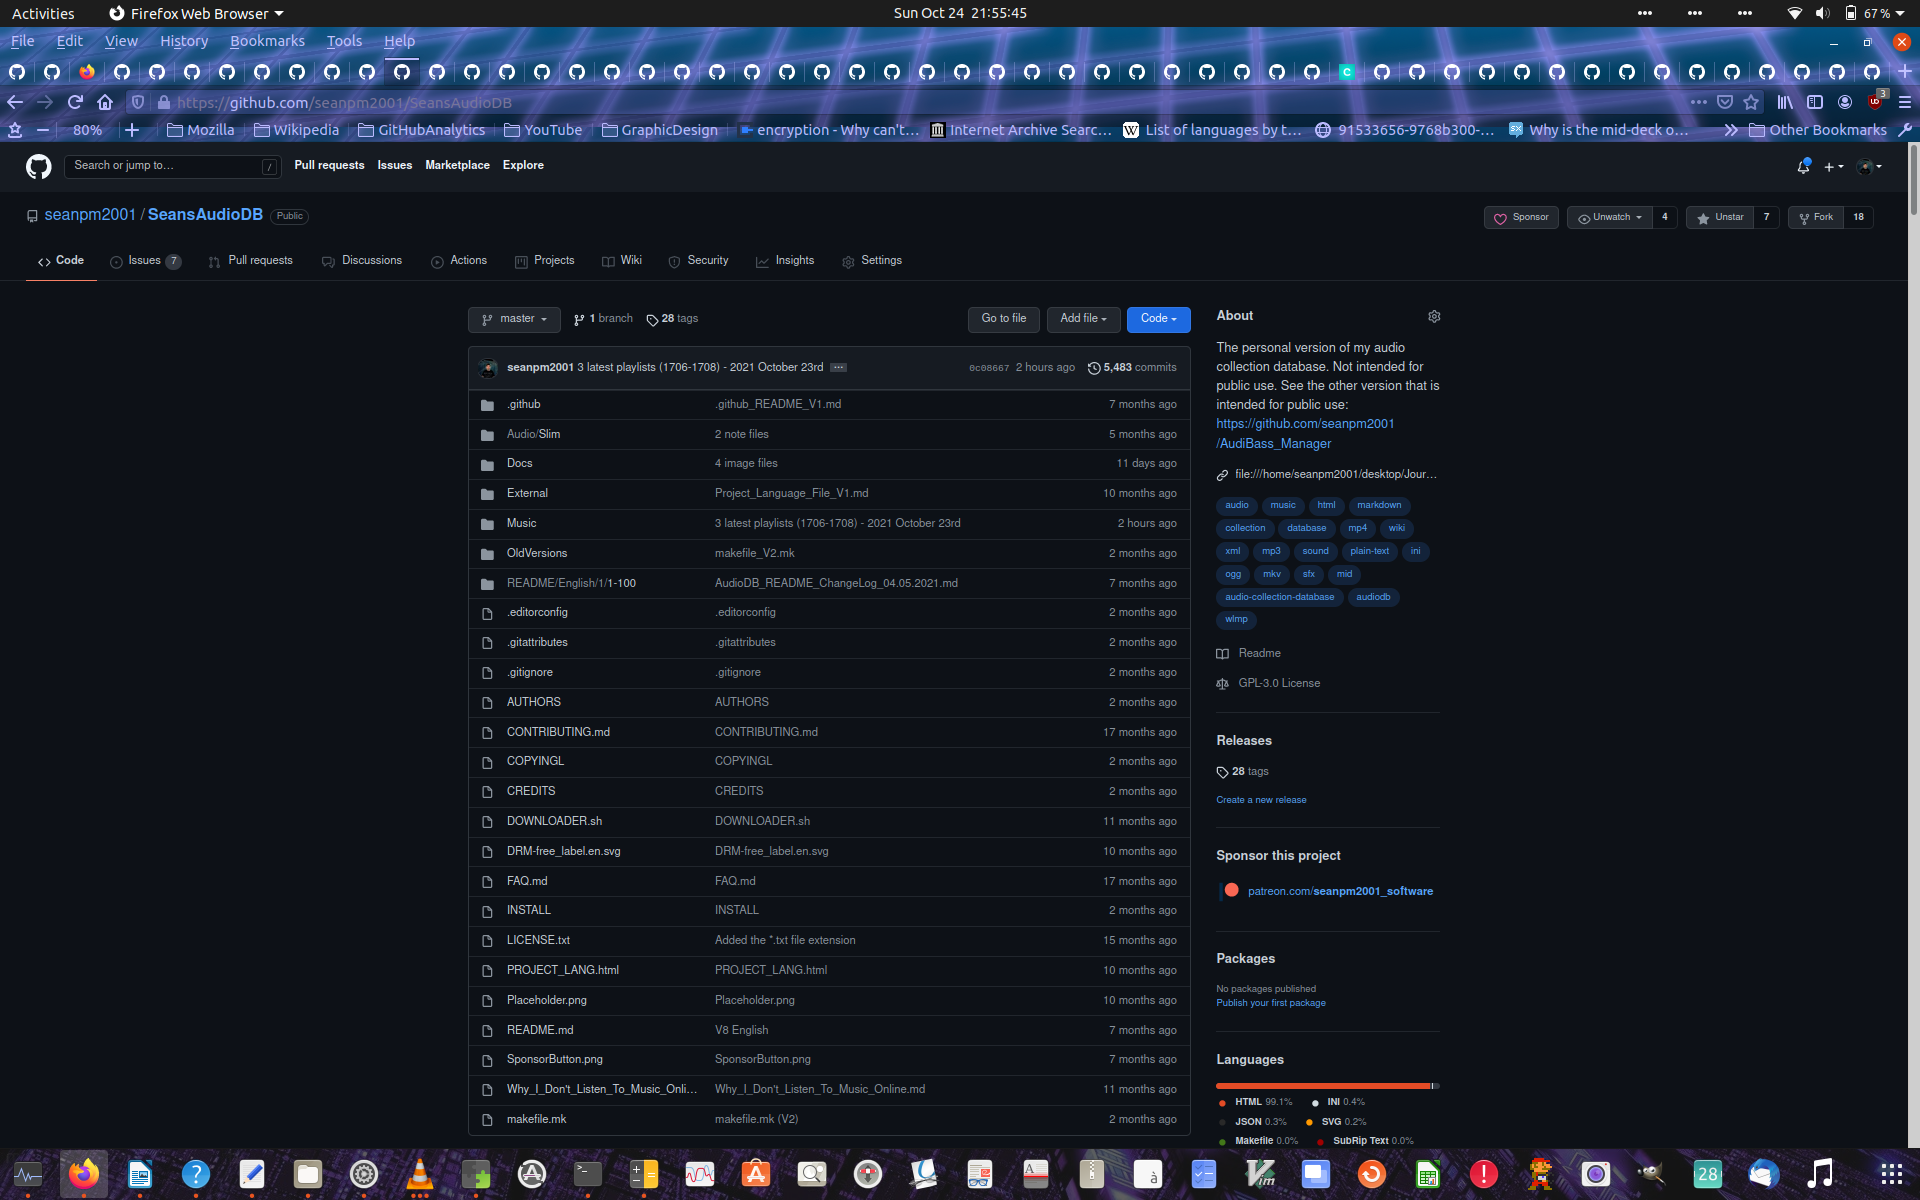 Activities Firefox Web Browser Sun Oct 24 21:55:45 67 %
File Edit View History Bookmarks Tools Help
https://github.com/seanpm2001/SeansAudioDB 3
80% Mozilla Wikipedia GitHubAnalytics YouTube GraphicDesign encryption - Why can't… Internet Archive Searc… List of languages by t… 91533656-9768b300-… Why is the mid-deck o… Other Bookmarks
Search or jump to… / Pull requests Issues Marketplace Explore
seanpm2001 / SeansAudioDB Public Sponsor Unwatch 4 Unstar 7 Fork 18
Code Issues 7 Pull requests Discussions Actions Projects Wiki Security Insights Settings
master 1 branch 28 tags Go to file Add file Code
seanpm2001 3 latest playlists (1706-1708) - 2021 October 23rd ... 0c08667 2 hours ago 5,483 commits
.github .github_README_V1.md 7 months ago
Audio/Slim 2 note files 5 months ago
Docs 4 image files 11 days ago
External Project_Language_File_V1.md 10 months ago
Music 3 latest playlists (1706-1708) - 2021 October 23rd 2 hours ago
OldVersions makefile_V2.mk 2 months ago
README/English/1/1-100 AudioDB_README_ChangeLog_04.05.2021.md 7 months ago
.editorconfig .editorconfig 2 months ago
.gitattributes .gitattributes 2 months ago
.gitignore .gitignore 2 months ago
AUTHORS AUTHORS 2 months ago
CONTRIBUTING.md CONTRIBUTING.md 17 months ago
COPYINGL COPYINGL 2 months ago
CREDITS CREDITS 2 months ago
DOWNLOADER.sh DOWNLOADER.sh 11 months ago
DRM-free_label.en.svg DRM-free_label.en.svg 10 months ago
FAQ.md FAQ.md 17 months ago
INSTALL INSTALL 2 months ago
LICENSE.txt Added the *.txt file extension 15 months ago
PROJECT_LANG.html PROJECT_LANG.html 10 months ago
Placeholder.png Placeholder.png 10 months ago
README.md V8 English 7 months ago
SponsorButton.png SponsorButton.png 7 months ago
Why_I_Don't_Listen_To_Music_Onli… Why_I_Don't_Listen_To_Music_Online.md 11 months ago
makefile.mk makefile.mk (V2) 2 months ago
About
The personal version of my audio
collection database. Not intended for
public use. See the other version that is
intended for public use:
https://github.com/seanpm2001
/AudiBass_Manager
file:///home/seanpm2001/desktop/Jour…
audio music html markdown
collection database mp4 wiki
xml mp3 sound plain-text ini
ogg mkv sfx mid
audio-collection-database audiodb
wlmp
Readme
GPL-3.0 License
Releases
28 tags
Create a new release
Sponsor this project
patreon.com/seanpm2001_software
Packages
No packages published
Publish your first package
Languages
HTML 99.1% INI 0.4%
JSON 0.3% SVG 0.2%
Makefile 0.0% SubRip Text 0.0%
28